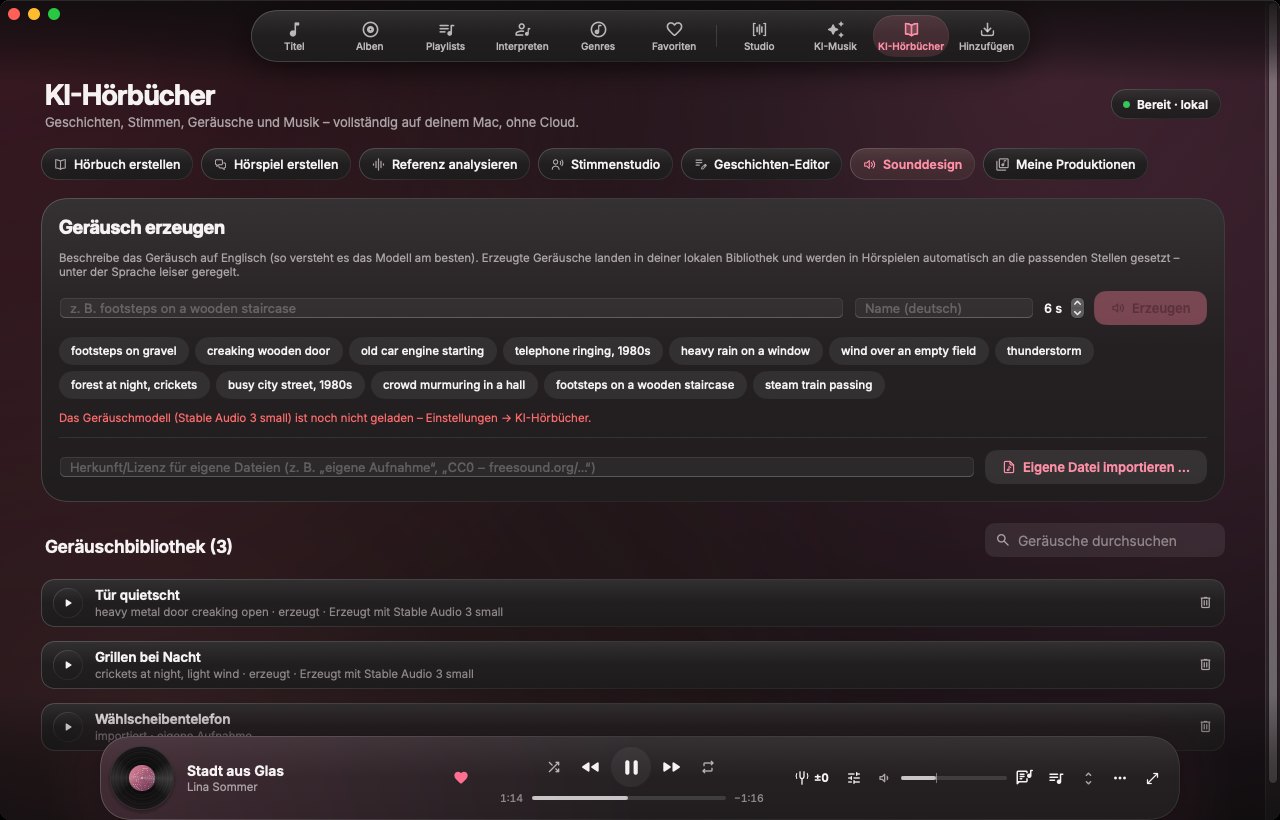 Titel
Alben
Playlists
Interpreten
Genres
Favoriten
Studio
KI-Musik
KI-Hörbücher
Hinzufügen
KI-Hörbücher
Geschichten, Stimmen, Geräusche und Musik – vollständig auf deinem Mac, ohne Cloud.
Bereit · lokal
Hörbuch erstellen
Hörspiel erstellen
Referenz analysieren
Stimmenstudio
Geschichten-Editor
Sounddesign
Meine Produktionen
Geräusch erzeugen
Beschreibe das Geräusch auf Englisch (so versteht es das Modell am besten). Erzeugte Geräusche landen in deiner lokalen Bibliothek und werden in Hörspielen automatisch an die passenden Stellen gesetzt –
unter der Sprache leiser geregelt.
z. B. footsteps on a wooden staircase
Name (deutsch)
6 s
Erzeugen
footsteps on gravel
creaking wooden door
old car engine starting
telephone ringing, 1980s
heavy rain on a window
wind over an empty field
thunderstorm
forest at night, crickets
busy city street, 1980s
crowd murmuring in a hall
footsteps on a wooden staircase
steam train passing
Das Geräuschmodell (Stable Audio 3 small) ist noch nicht geladen – Einstellungen → KI-Hörbücher.
Herkunft/Lizenz für eigene Dateien (z. B. „eigene Aufnahme“, „CC0 – freesound.org/…“)
Eigene Datei importieren …
Geräuschbibliothek (3)
Geräusche durchsuchen
Tür quietscht
heavy metal door creaking open · erzeugt · Erzeugt mit Stable Audio 3 small
Grillen bei Nacht
crickets at night, light wind · erzeugt · Erzeugt mit Stable Audio 3 small
Wählscheibentelefon
importiert · eigene Aufnahme
Stadt aus Glas
Lina Sommer
1:14
−1:16
±0